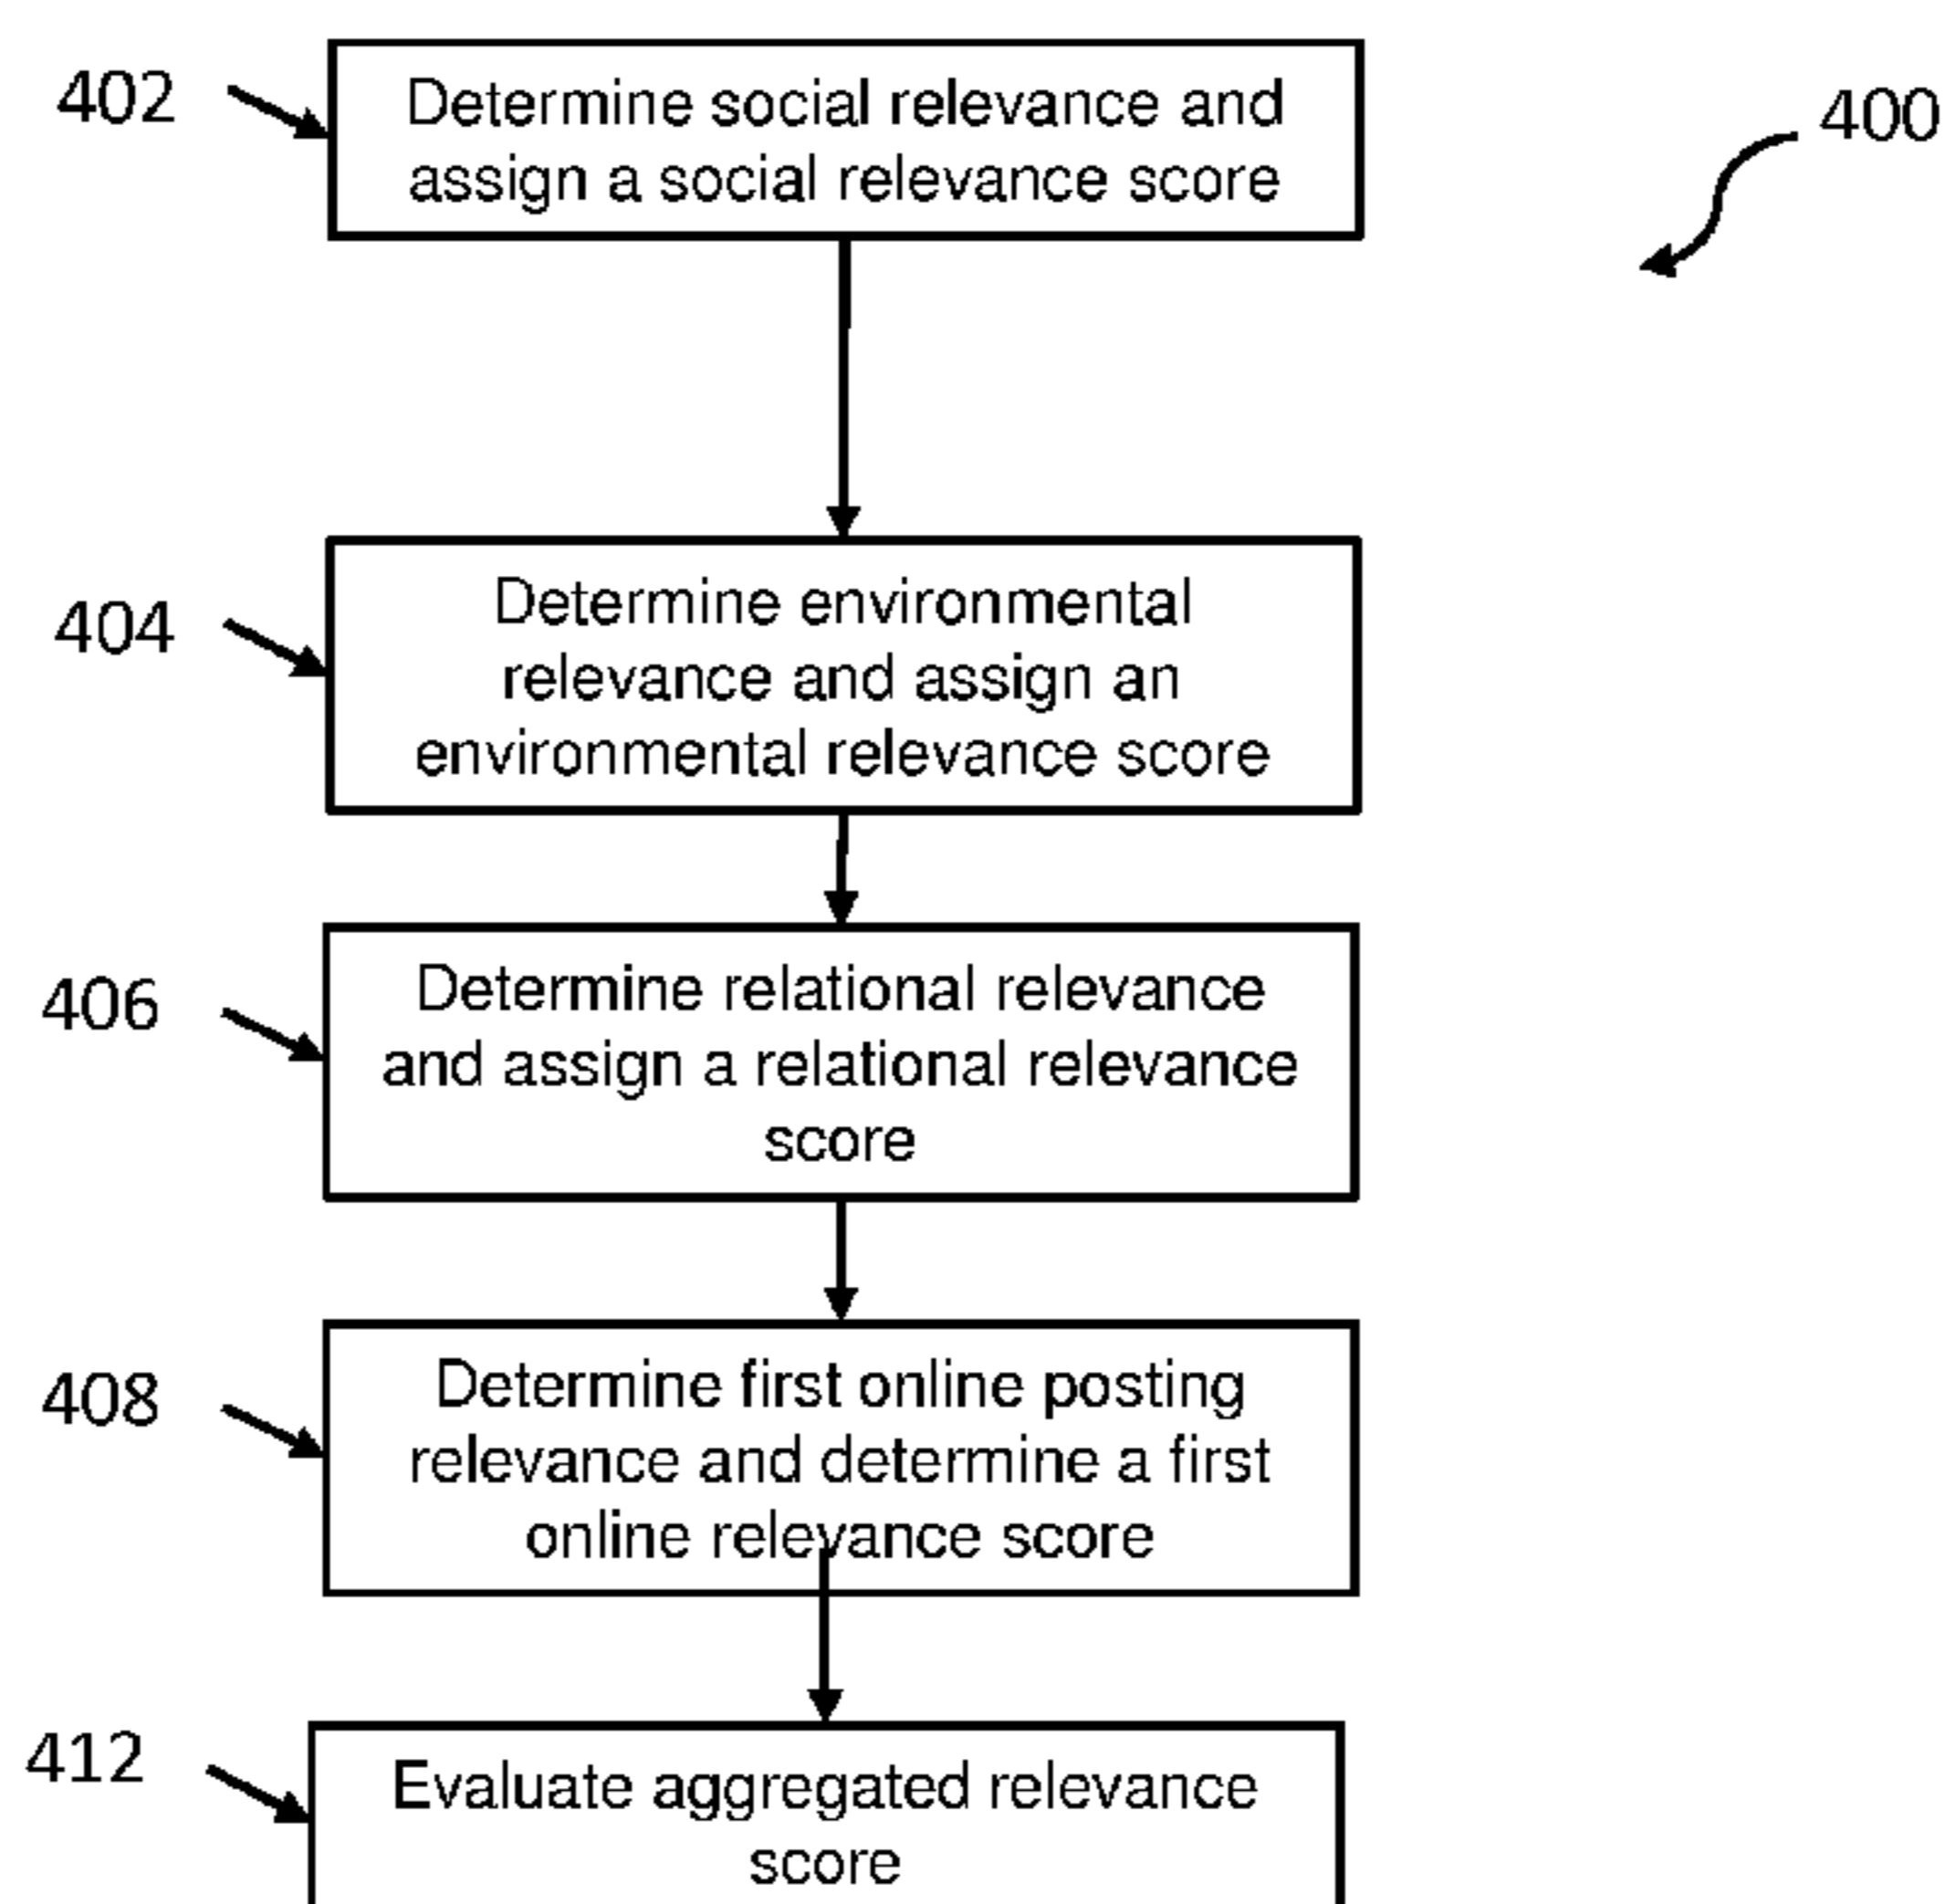 402
Determine social relevance and
assign a social relevance score
400
404
Determine environmental
relevance and assign an
environmental relevance score
406
Determine relational relevance
and assign a relational relevance
score
408
Determine first online posting
relevance and determine a first
online relevance score
412
Evaluate aggregated relevance
score